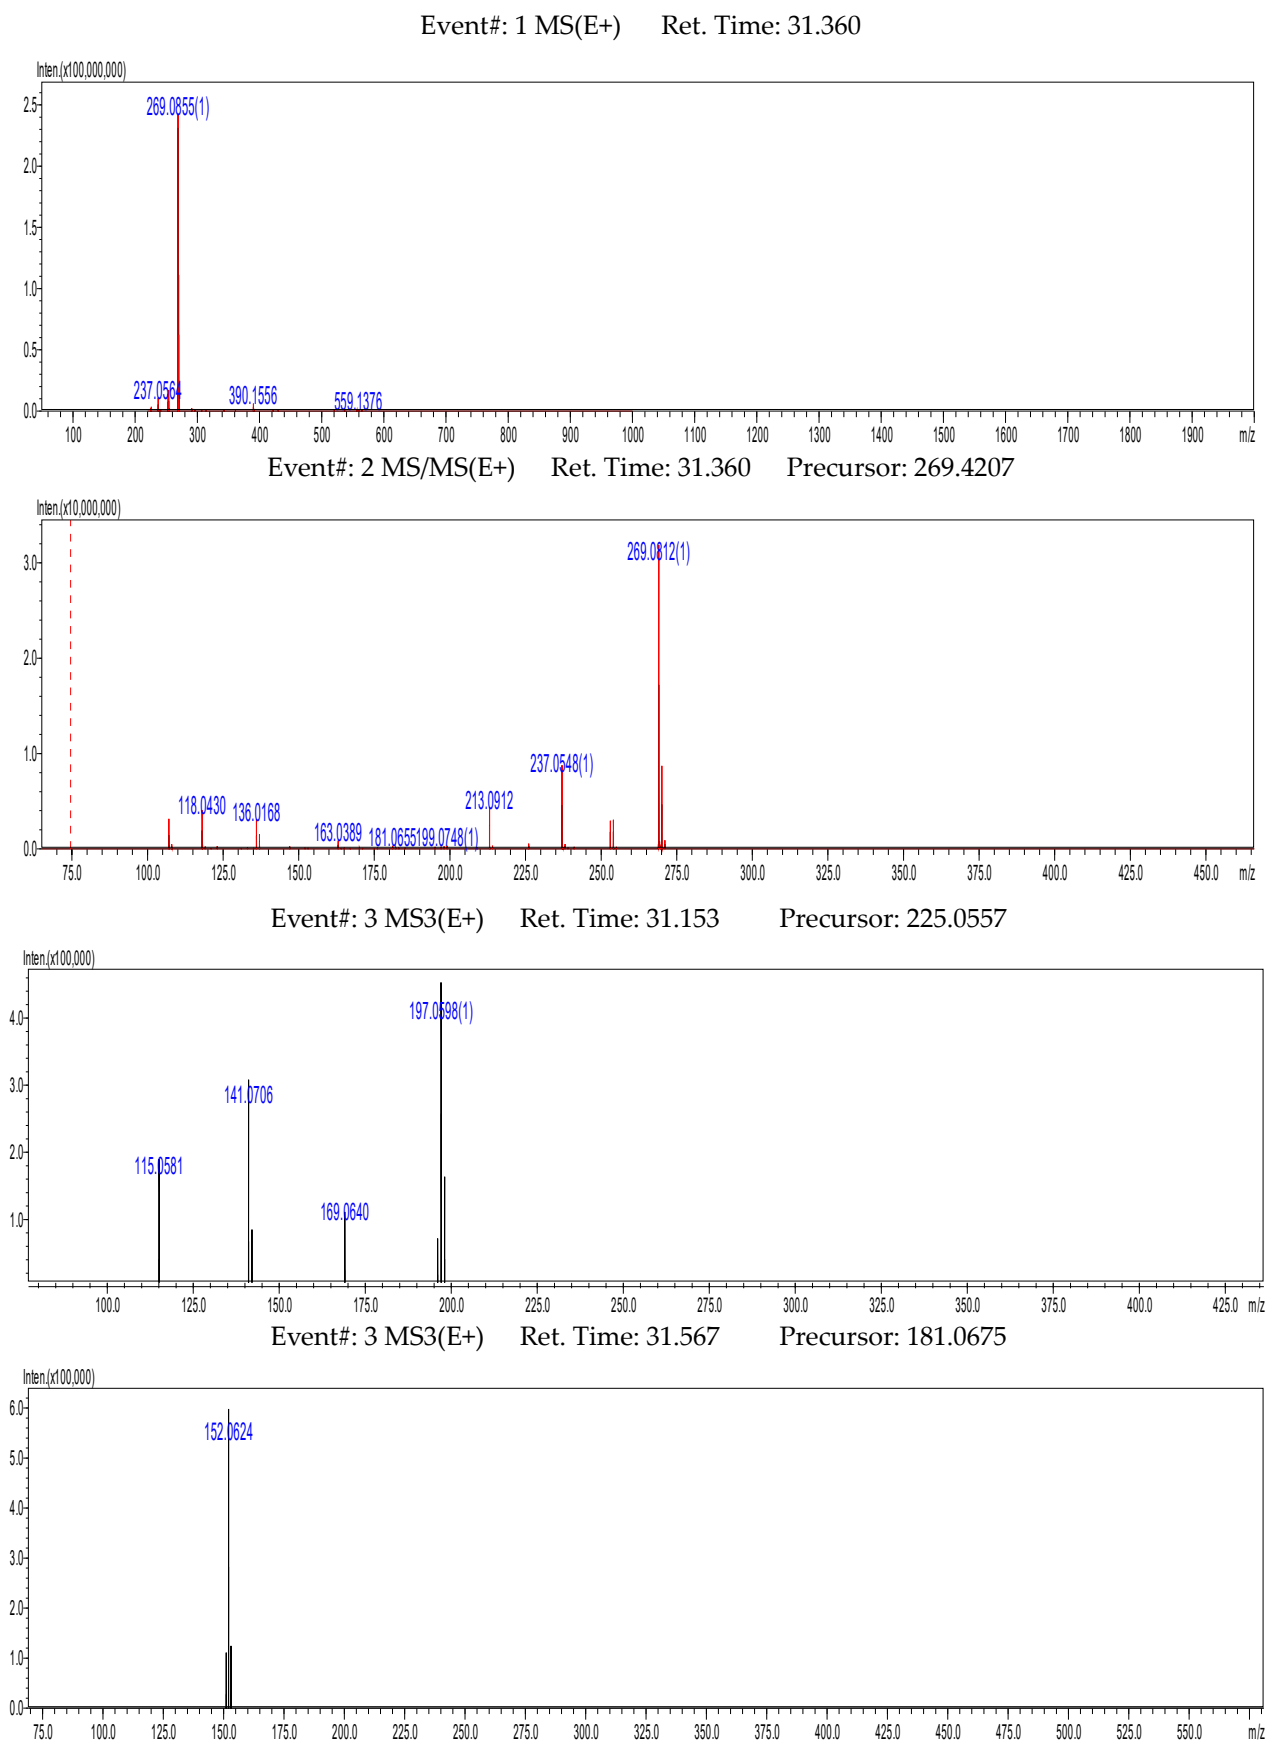 Event#: 1 MS(E+) Ret. Time: 31.360
Inten.(x100,000,000)
2.5
269.0855(1)
2.0
1.5
1.0
0.5
237.0564 390.1556 559.1376
0.0
100 200 300 400 500 600 700 800 900 1000 1100 1200 1300 1400 1500 1600 1700 1800 1900 m/z
Event#: 2 MS/MS(E+) Ret. Time: 31.360 Precursor: 269.4207
Inten.(x10,000,000)
3.0
269.0812(1)
2.0
1.0
237.0548(1)
118.0430 136.0168 213.0912
163.0389 181.0655199.0748(1)
0.0
75.0 100.0 125.0 150.0 175.0 200.0 225.0 250.0 275.0 300.0 325.0 350.0 375.0 400.0 425.0 450.0 m/z
Event#: 3 MS3(E+) Ret. Time: 31.153 Precursor: 225.0557
Inten.(x100,000)
4.0
197.0598(1)
3.0
141.0706
2.0
115.0581
169.0640
1.0
100.0 125.0 150.0 175.0 200.0 225.0 250.0 275.0 300.0 325.0 350.0 375.0 400.0 425.0 m/z
Event#: 3 MS3(E+) Ret. Time: 31.567 Precursor: 181.0675
Inten.(x100,000)
6.0
152.0624
5.0
4.0
3.0
2.0
1.0
0.0
75.0 100.0 125.0 150.0 175.0 200.0 225.0 250.0 275.0 300.0 325.0 350.0 375.0 400.0 425.0 450.0 475.0 500.0 525.0 550.0 m/z